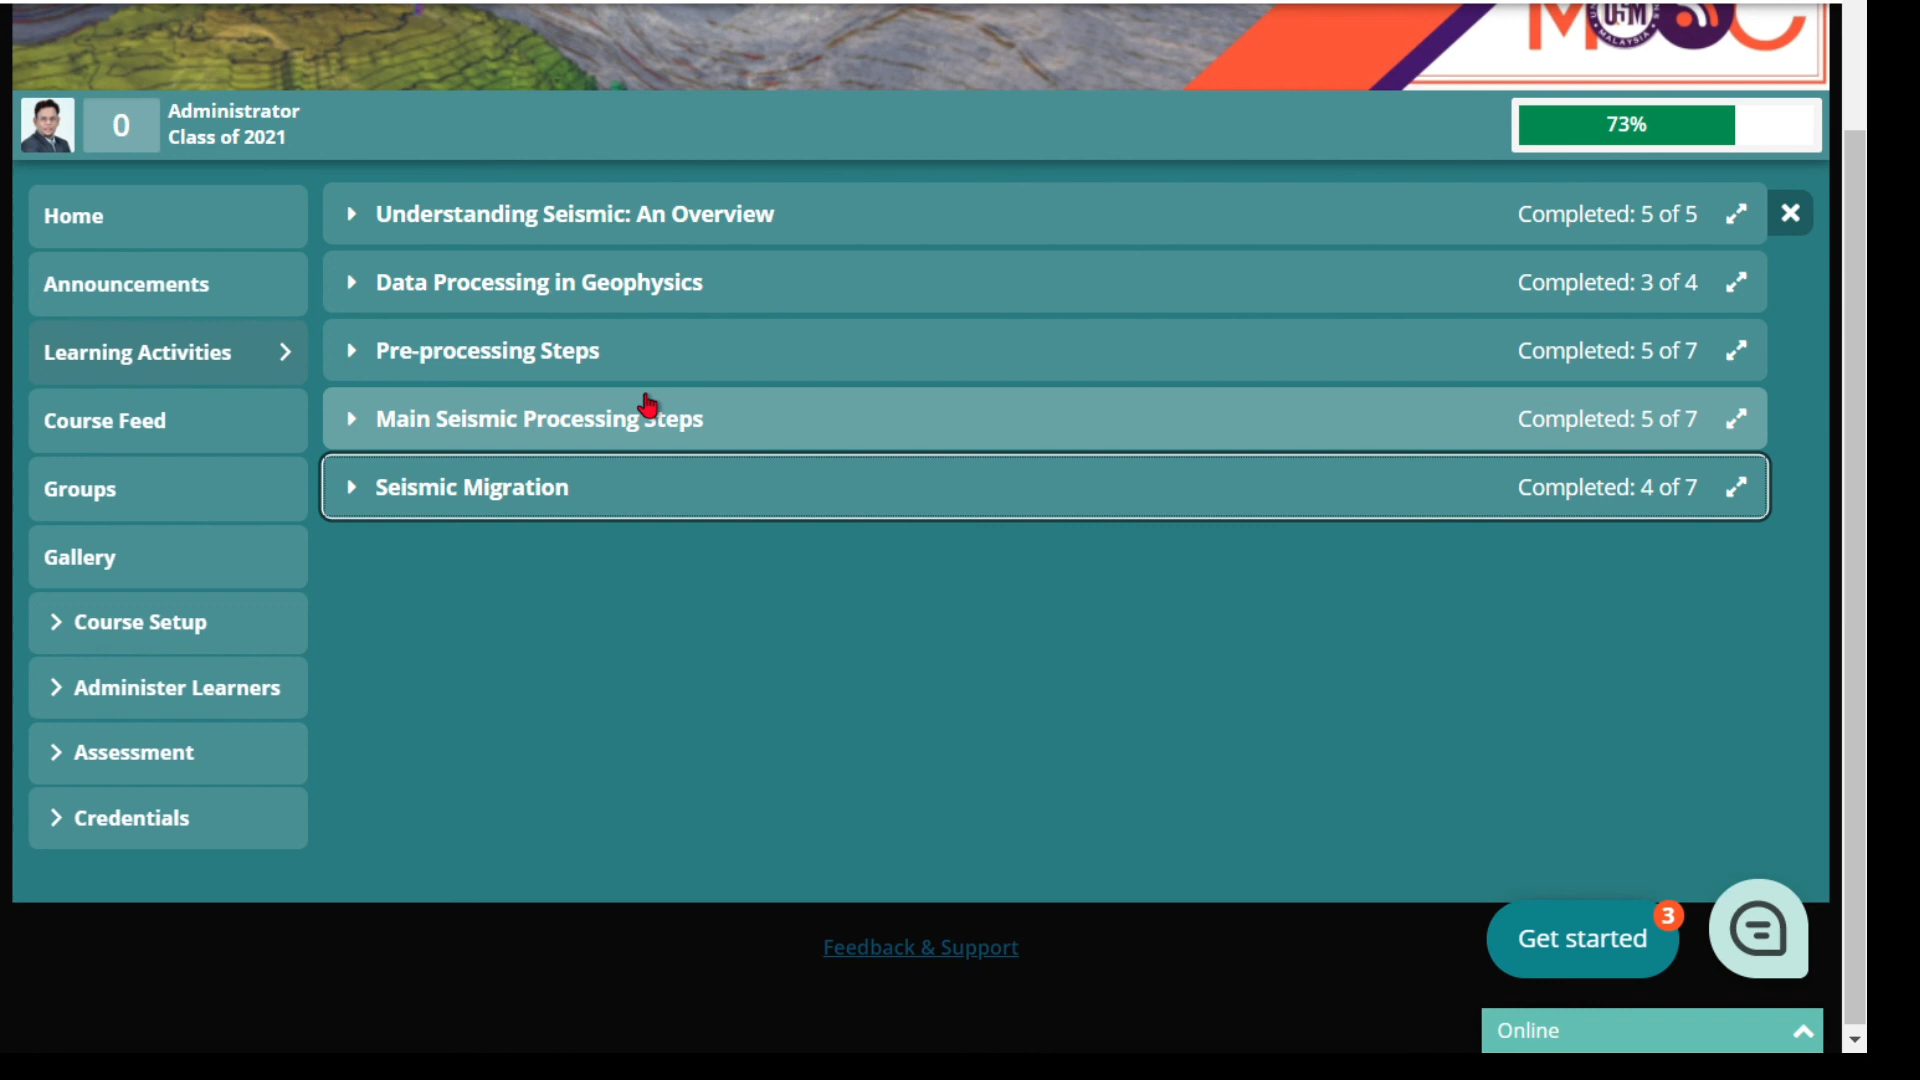 M
USM
MALAYSIA
0
Administrator
Class of 2021
73%
Home
Announcements
Learning Activities
Course Feed
Groups
Gallery
Course Setup
Administer Learners
Assessment
Credentials
Understanding Seismic: An Overview
Completed: 5 of 5
Data Processing in Geophysics
Completed: 3 of 4
Pre-processing Steps
Completed: 5 of 7
Main Seismic Processing Steps
Completed: 5 of 7
Seismic Migration
Completed: 4 of 7
Feedback & Support
Get started
3
Online